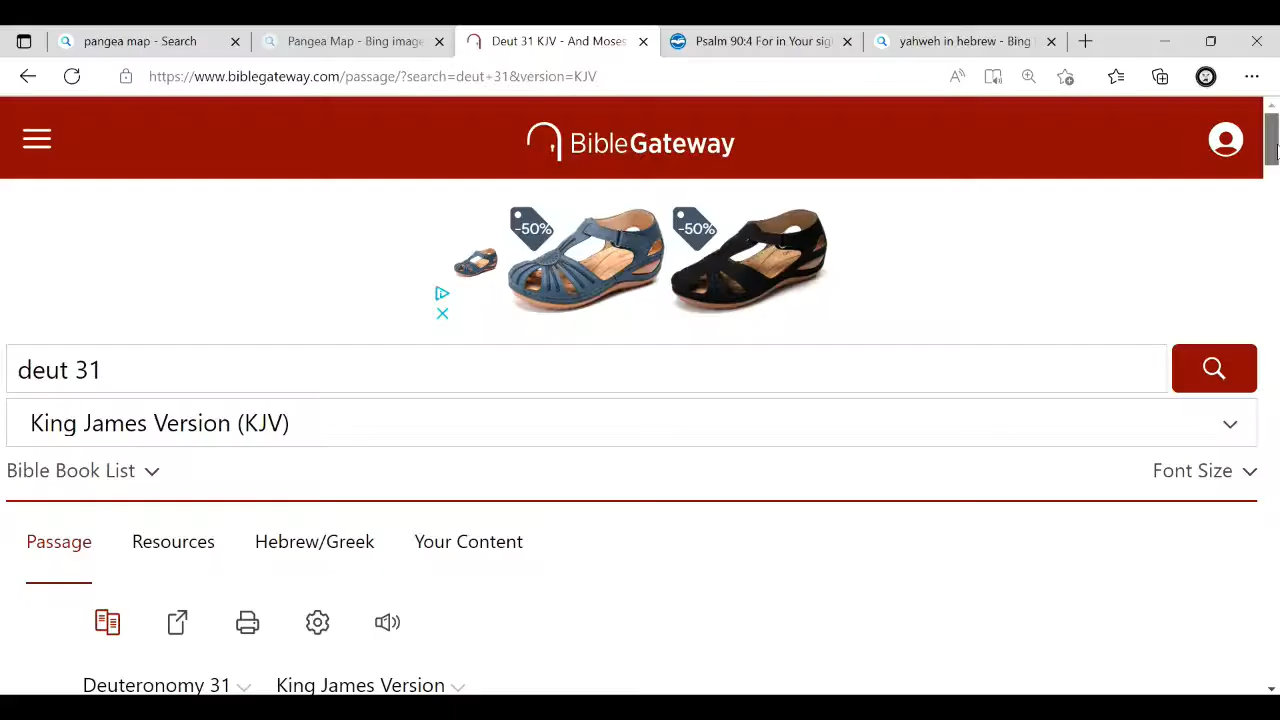 pangea map - Search
Pangea Map - Bing image
Deut 31 KJV - And Moses
Psalm 90:4 For in Your sig
yahweh in hebrew - Bing
https://www.biblegateway.com/passage/?search=deut+31&version=KJV
BibleGateway
-50%
-50%
deut 31
King James Version (KJV)
Bible Book List
Font Size
Passage
Resources
Hebrew/Greek
Your Content
Deuteronomy 31
King James Version